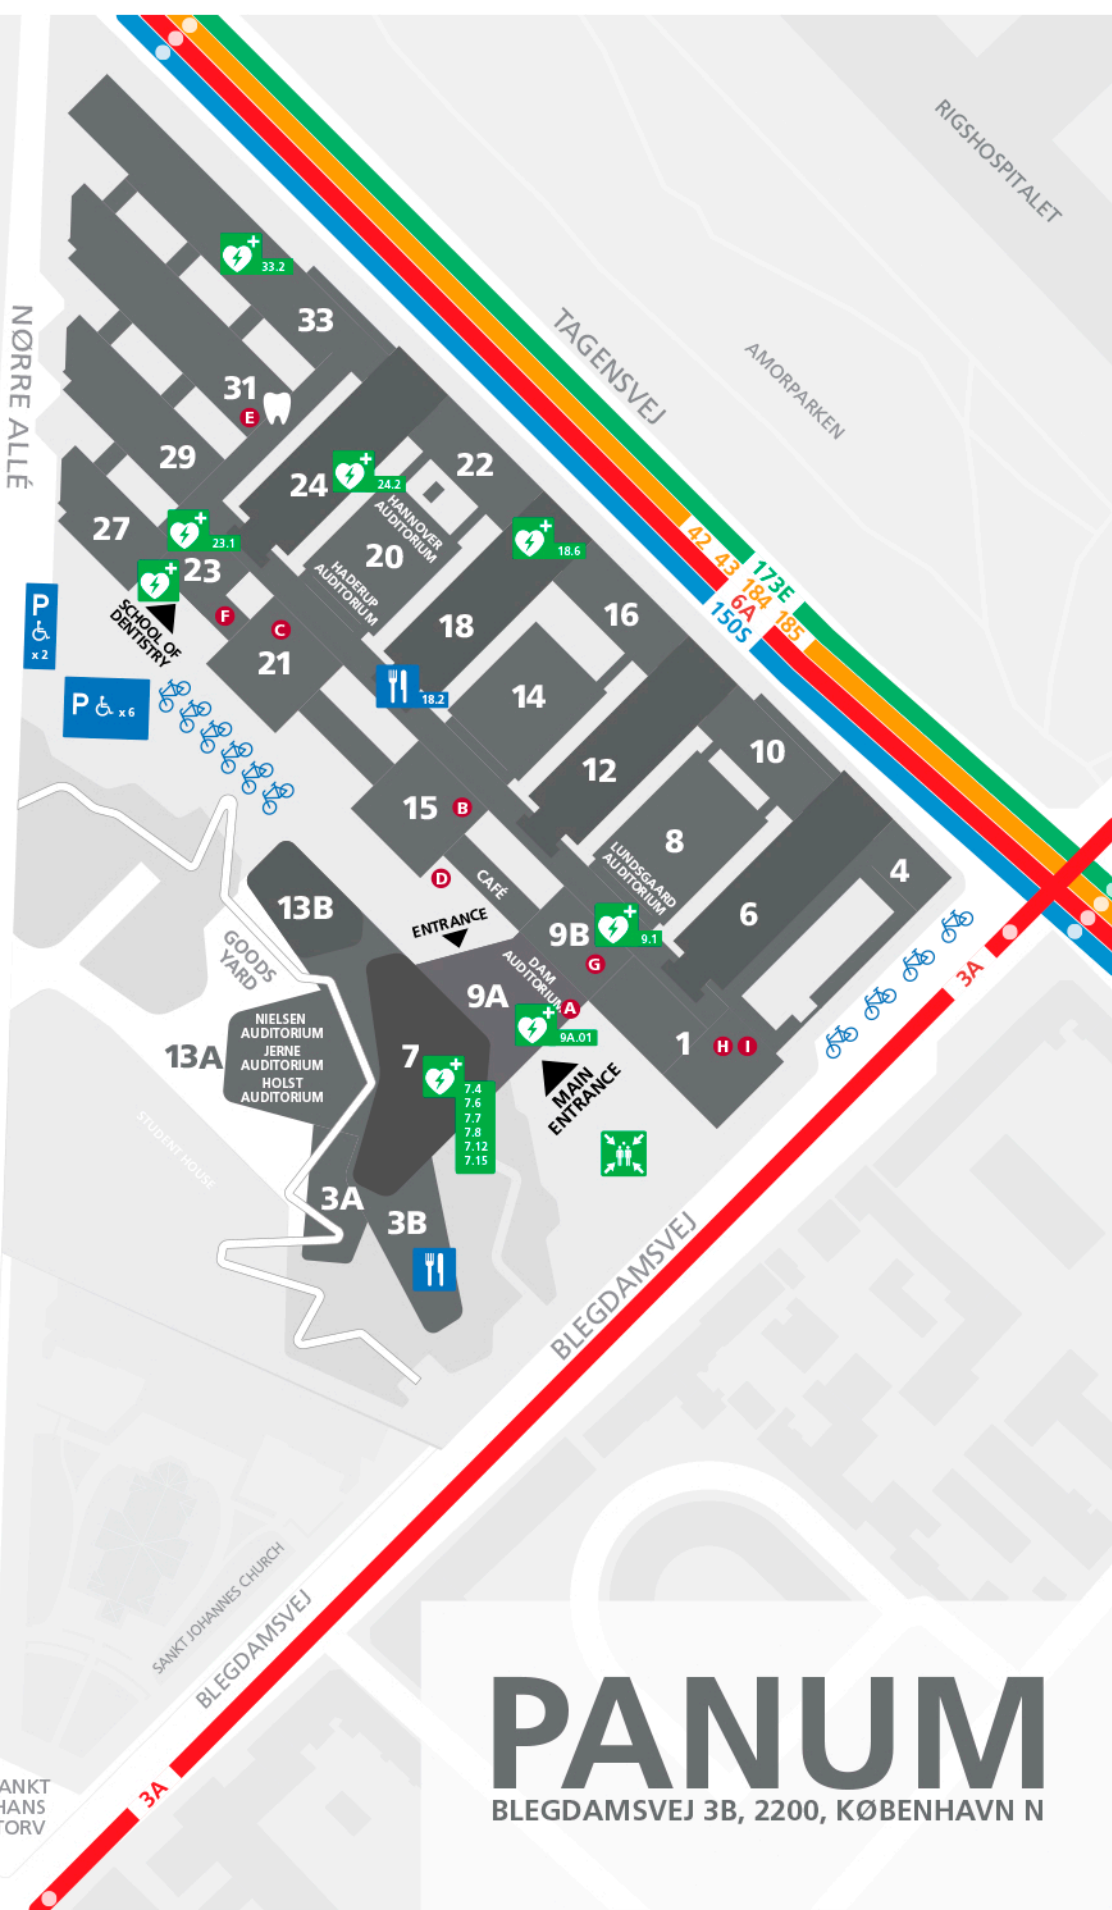 RIGSHOSPITALET
33.2
NØRRE ALLÉ
33
TAGENSVEJ
AMORPARKEN
31
E
29
24
24.2
22
HANNOVER
AUDITORIUM
27
23.1
23
20
HADERUP
AUDITORIUM
18.6
42 43 184 185
173E
6A
150S
P
x 2
SCHOOL OF
DENTISTRY
F
C
21
18
16
P
x 6
18.2
14
12
10
15
B
8
LUNDSGAARD
AUDITORIUM
4
D
CAFÉ
13B
ENTRANCE
9B
9.1
6
GOODS
YARD
DAM
AUDITORIUM
G
3A
9A
A
9A.01
NIELSEN
AUDITORIUM
JERNE
AUDITORIUM
HOLST
AUDITORIUM
13A
7
7.4
7.6
7.7
7.8
7.12
7.15
1
H
I
MAIN
ENTRANCE
STUDENT HOUSE
3A
3B
BLEGDAMSVEJ
SANKT JOHANNES CHURCH
BLEGDAMSVEJ
PANUM
BLEGDAMSVEJ 3B, 2200, KØBENHAVN N
3A
ANKT
HANS
TORV